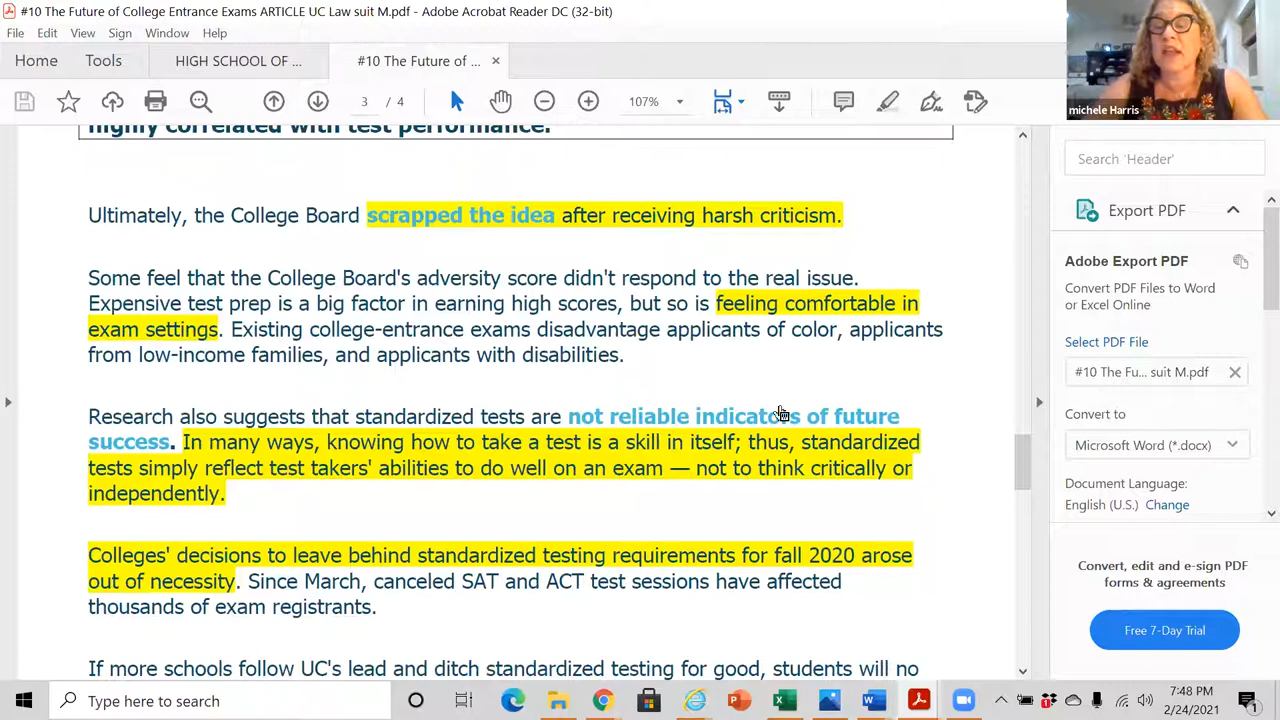 #10 The Future of College Entrance Exams ARTICLE UC Law suit M.pdf - Adobe Acrobat Reader DC (32-bit)
File Edit View Sign Window Help
Home Tools HIGH SCHOOL OF ... #10 The Future of ... ×
3 / 4 107%
michele Harris
highly correlated with test performance.
Ultimately, the College Board scrapped the idea after receiving harsh criticism.
Some feel that the College Board's adversity score didn't respond to the real issue.
Expensive test prep is a big factor in earning high scores, but so is feeling comfortable in
exam settings. Existing college-entrance exams disadvantage applicants of color, applicants
from low-income families, and applicants with disabilities.
Research also suggests that standardized tests are not reliable indicators of future
success. In many ways, knowing how to take a test is a skill in itself; thus, standardized
tests simply reflect test takers' abilities to do well on an exam — not to think critically or
independently.
Colleges' decisions to leave behind standardized testing requirements for fall 2020 arose
out of necessity. Since March, canceled SAT and ACT test sessions have affected
thousands of exam registrants.
If more schools follow UC's lead and ditch standardized testing for good, students will no
Search 'Header'
Export PDF
Adobe Export PDF
Convert PDF Files to Word
or Excel Online
Select PDF File
#10 The Fu... suit M.pdf
Convert to
Microsoft Word (*.docx)
Document Language:
English (U.S.) Change
Convert, edit and e-sign PDF
forms & agreements
Free 7-Day Trial
Type here to search
7:48 PM
2/24/2021